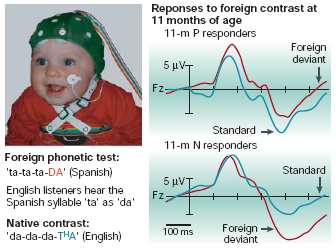 Reponses to foreign contrast at
11 months of age
11-m P responders
Foreign
deviant
5 µV
Fz
Standard
11-m N responders
Standard
5 µV
Fz
100 ms
Foreign
deviant
Foreign phonetic test:
'ta-ta-ta-DA' (Spanish)
English listeners hear the
Spanish syllable 'ta' as 'da'
Native contrast:
'da-da-da-TᴴA' (English)